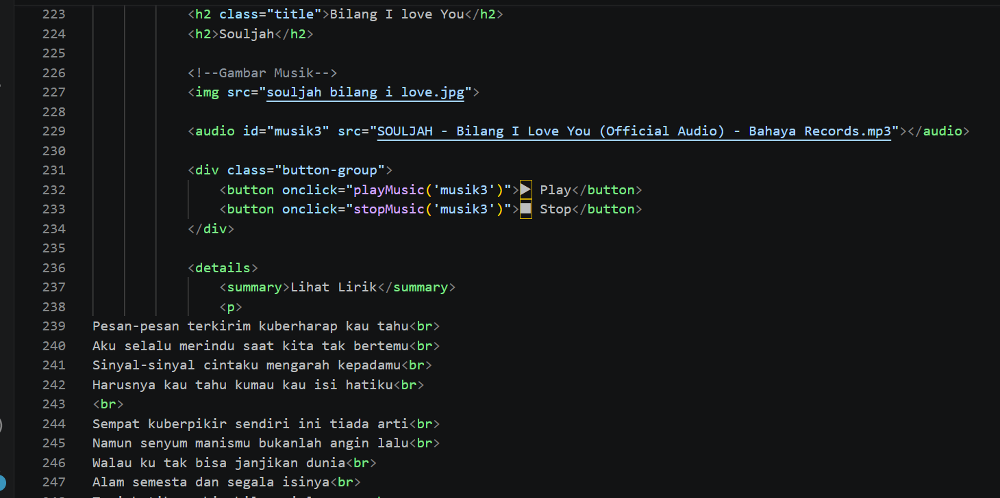 223 <h2 class="title">Bilang I love You</h2>
224 <h2>Souljah</h2>
225
226 <!--Gambar Musik-->
227 <img src="souljah bilang i love.jpg">
228
229 <audio id="musik3" src="SOULJAH - Bilang I Love You (Official Audio) - Bahaya Records.mp3"></audio>
230
231 <div class="button-group">
232 <button onclick="playMusic('musik3')">▶ Play</button>
233 <button onclick="stopMusic('musik3')">■ Stop</button>
234 </div>
235
236 <details>
237 <summary>Lihat Lirik</summary>
238 <p>
239 Pesan-pesan terkirim kuberharap kau tahu<br>
240 Aku selalu merindu saat kita tak bertemu<br>
241 Sinyal-sinyal cintaku mengarah kepadamu<br>
242 Harusnya kau tahu kumau kau isi hatiku<br>
243 <br>
244 Sempat kuberpikir sendiri ini tiada arti<br>
245 Namun senyum manismu bukanlah angin lalu<br>
246 Walau ku tak bisa janjikan dunia<br>
247 Alam semesta dan segala isinya<br>